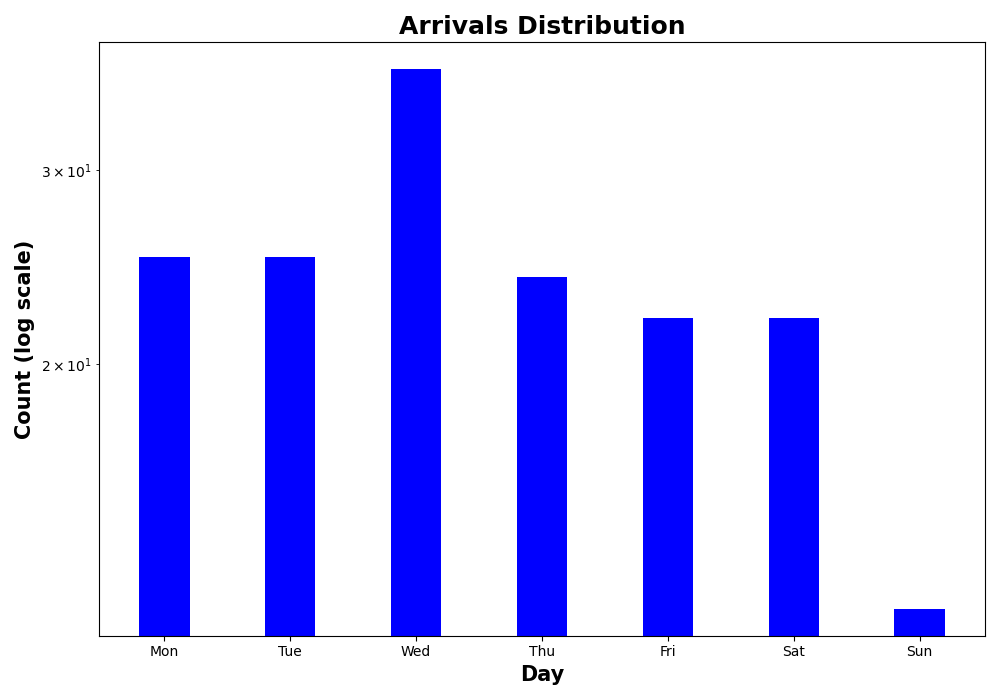 Arrivals Distribution
Count (log scale)
3 × 10¹
2 × 10¹
Mon Tue Wed Thu Fri Sat Sun
Day